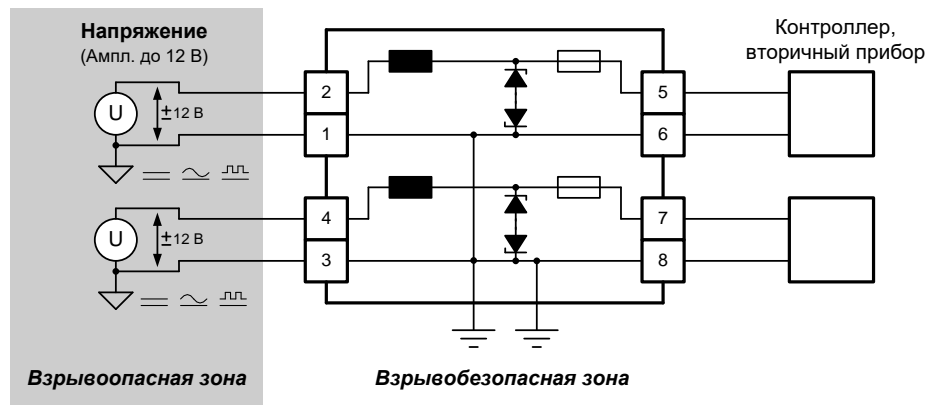 Напряжение
(Ампл. до 12 В)
Контроллер,
вторичный прибор
U
±12 В
2
1
5
6
U
±12 В
4
3
7
8
Взрывоопасная зона
Взрывобезопасная зона